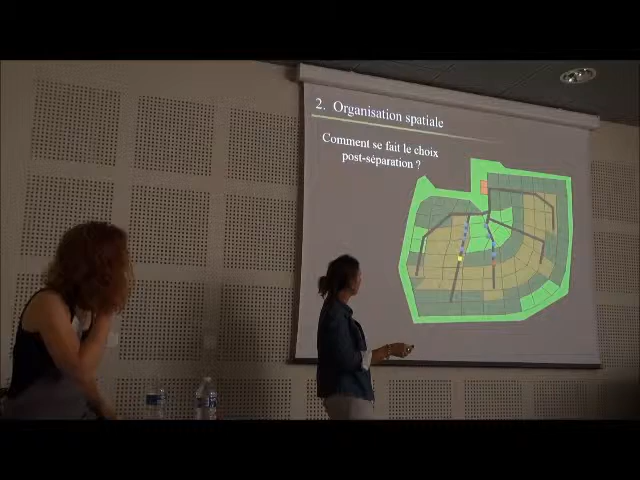 2. Organisation spatiale
Comment se fait le choix
post-séparation ?